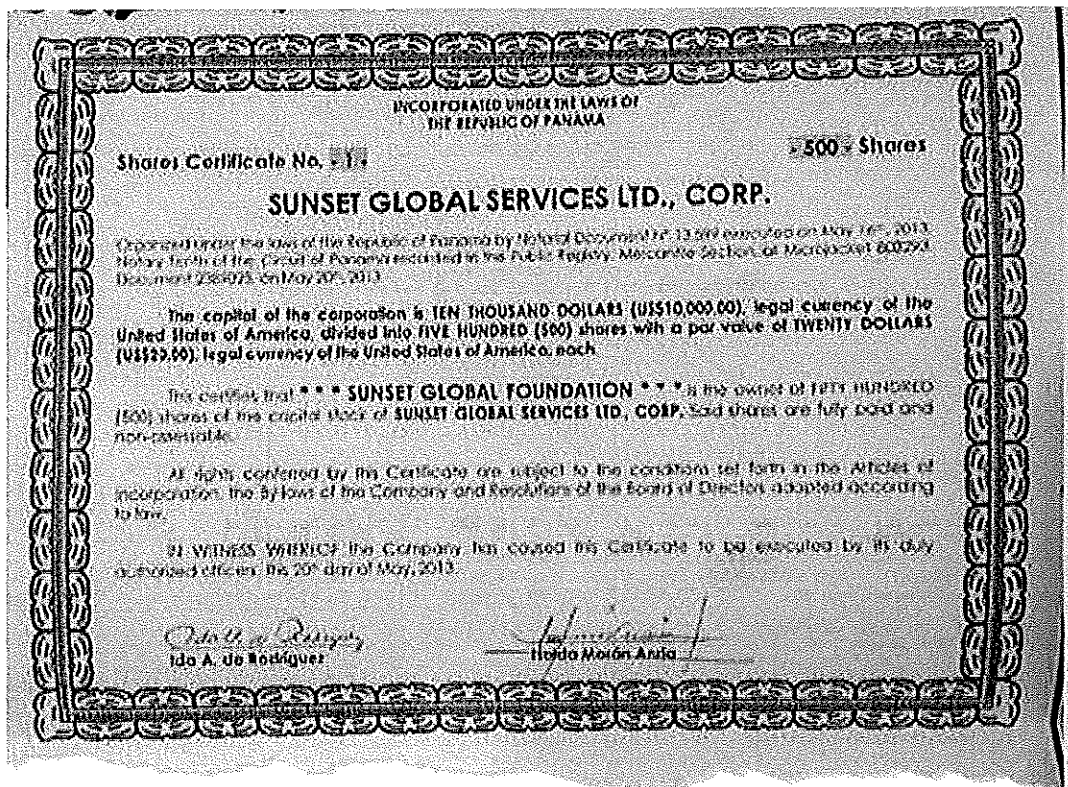 INCORPORATED UNDER THE LAWS OF
THE REPUBLIC OF PANAMA
Shares Certificate No. - 1 -
- 500 - Shares
SUNSET GLOBAL SERVICES LTD., CORP.
Organized under the laws of the Republic of Panama by Notarial Document Nº executed on May 2013
Notary Tenth of the Circuit of Panama recorded in the Public Registry, Mercantile Section, at Microjacket
Document on May 20th, 2013
The capital of the corporation is TEN THOUSAND DOLLARS (US$10,000.00), legal currency of the
United States of America, divided into FIVE HUNDRED (500) shares with a par value of TWENTY DOLLARS
(US$20.00), legal currency of the United States of America, each
This certifies that * * * SUNSET GLOBAL FOUNDATION * * * is the owner of HUNDRED
(500) shares of the capital stock of SUNSET GLOBAL SERVICES LTD., CORP. Said shares are fully paid and
non-assessable.
All rights conferred by this Certificate are subject to the conditions set forth in the Articles of
Incorporation, the By-laws of the Company and Resolutions of the Board of Directors adopted according
to law.
IN WITNESS WHEREOF the Company has caused this Certificate to be executed by its duly
authorized officers this 20th day of May, 2013
Ida A. de Rodríguez
Morán